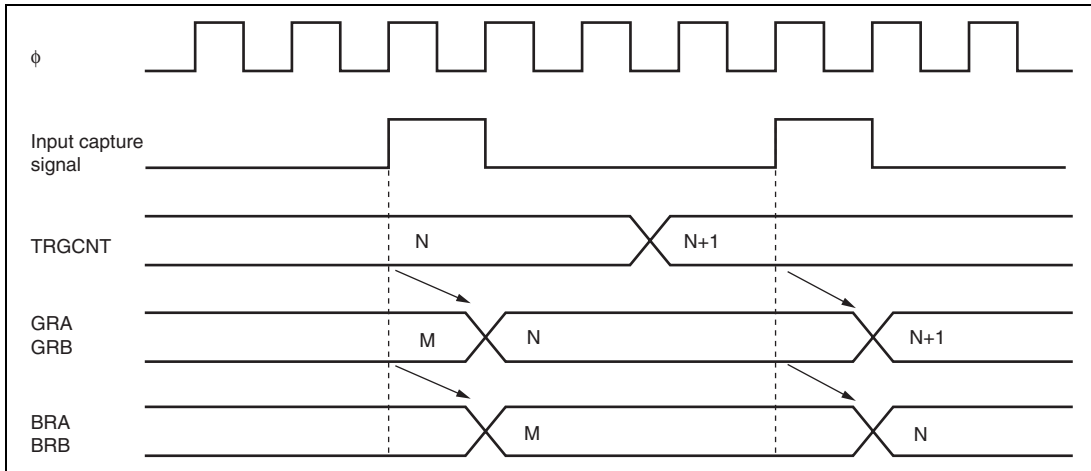 ϕ
Input capture
signal
TRGCNT
N
N+1
GRA
GRB
M
N
N+1
BRA
BRB
M
N